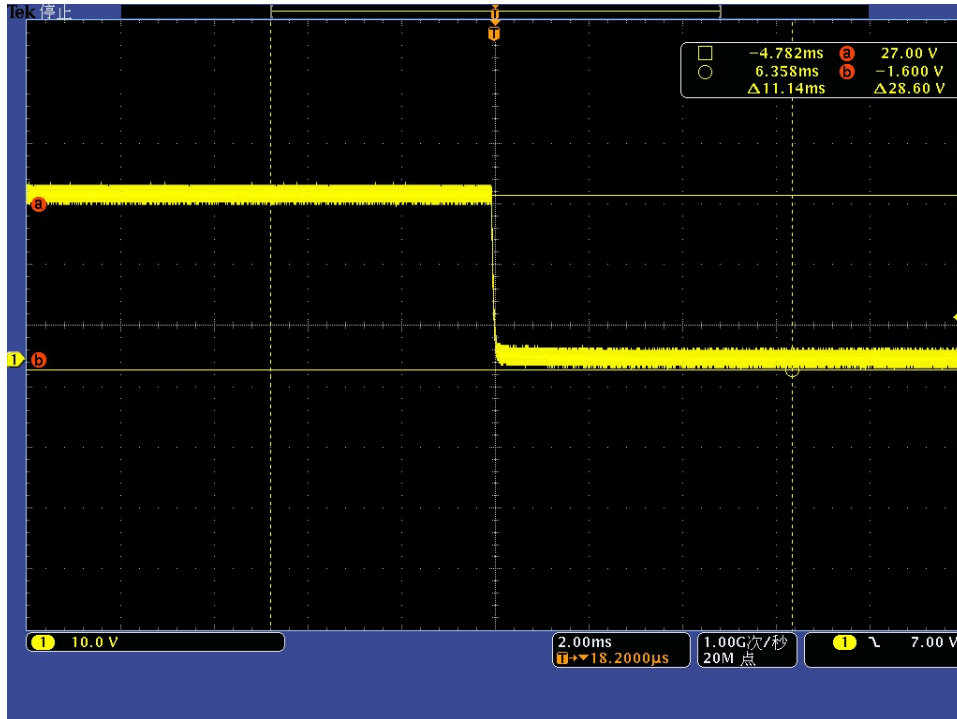 Tek 停止
T
T
□ −4.782ms a 27.00 V
○ 6.358ms b −1.600 V
Δ11.14ms Δ28.60 V
a
1 b
1 10.0 V
2.00ms
T→▼18.2000μs
1.00G次/秒
20M 点
1 7.00 V